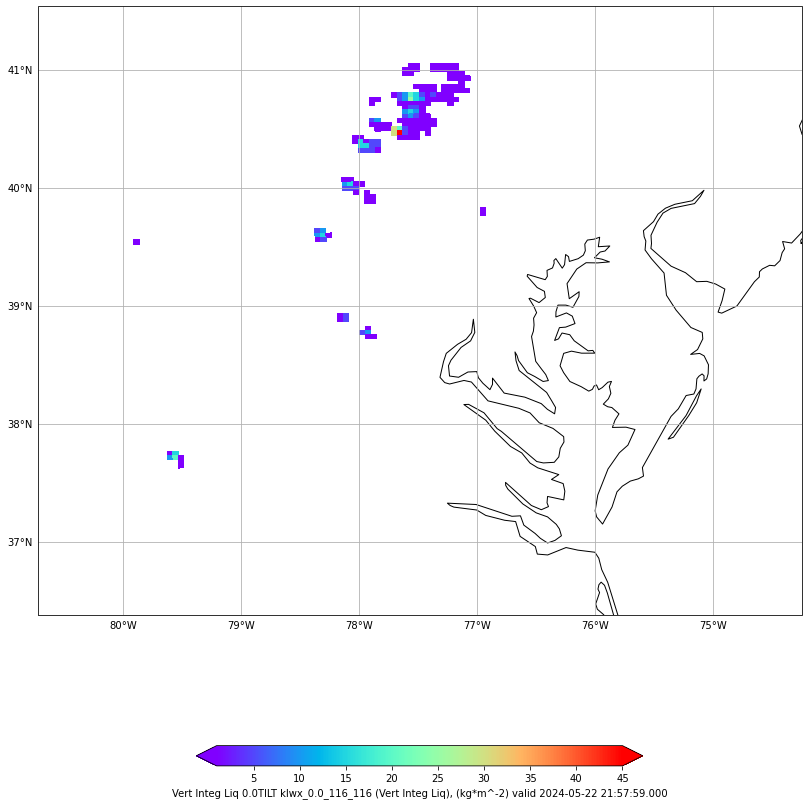 41°N
40°N
39°N
38°N
37°N
80°W 79°W 78°W 77°W 76°W 75°W
5 10 15 20 25 30 35 40 45
Vert Integ Liq 0.0TILT klwx_0.0_116_116 (Vert Integ Liq), (kg*m^-2) valid 2024-05-22 21:57:59.000